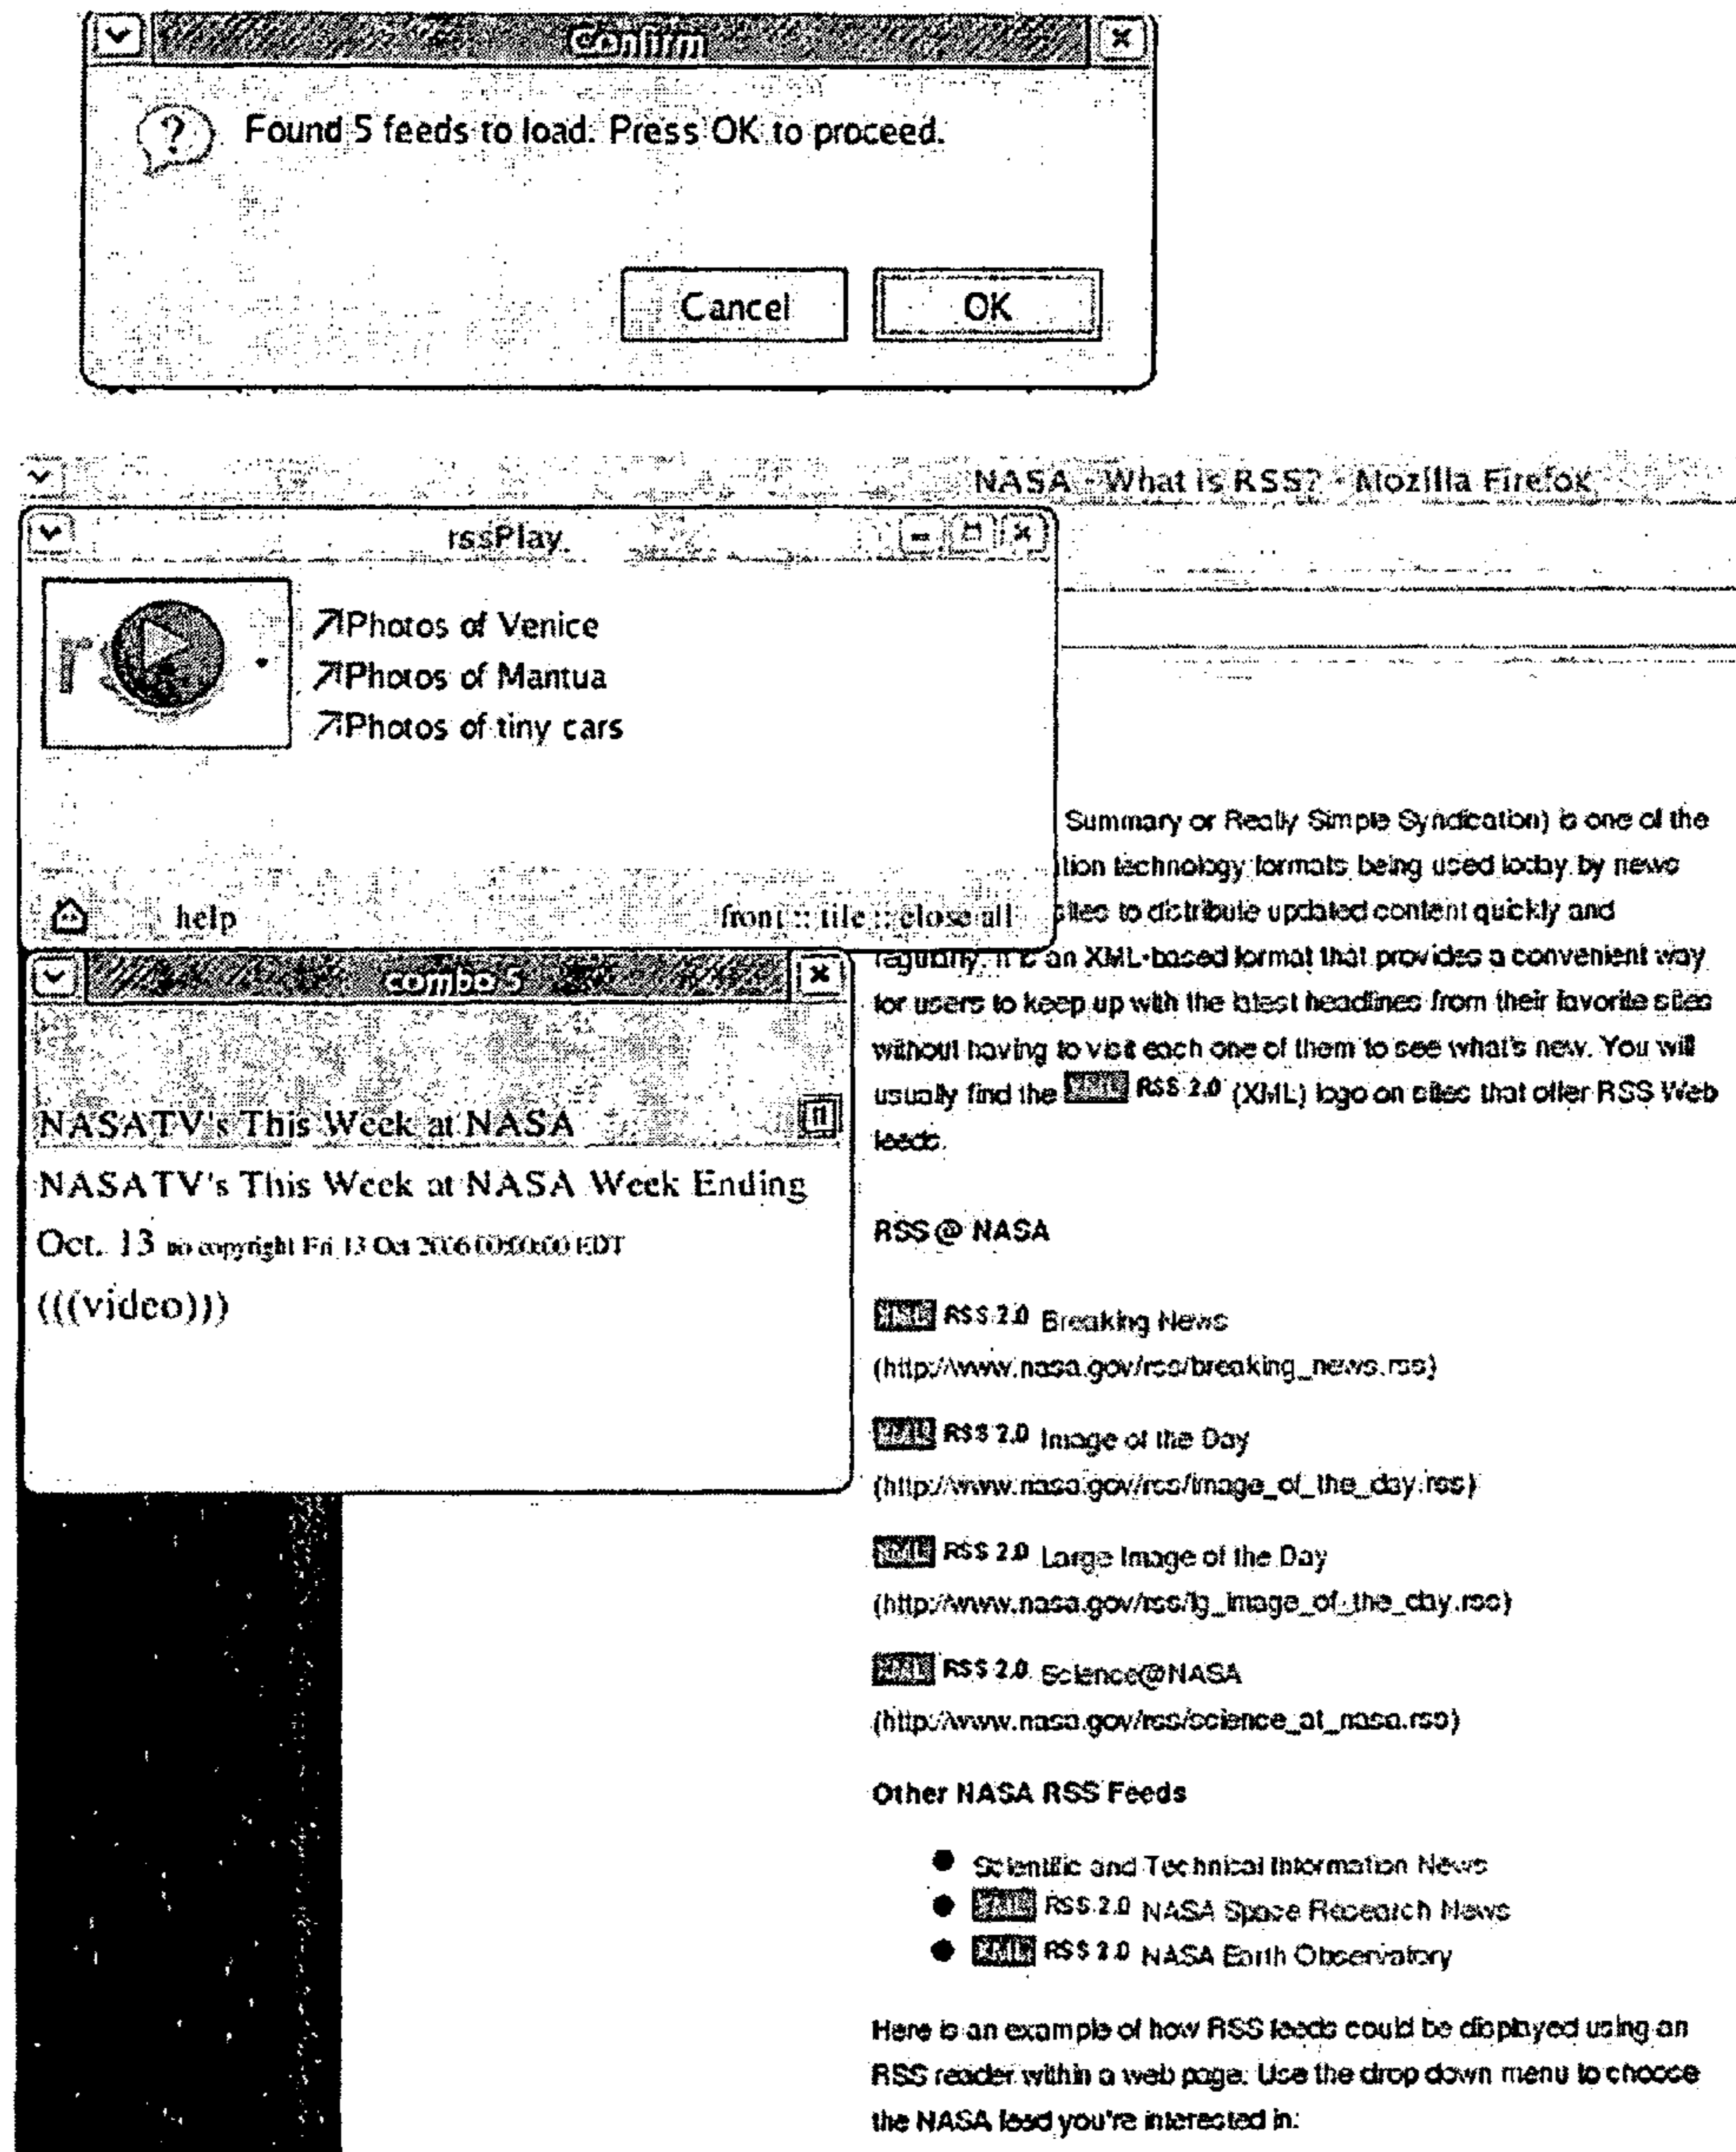 Confirm
Found 5 feeds to load. Press OK to proceed.
Cancel
OK
NASA - What is RSS? - Mozilla Firefox
rssPlay
Photos of Venice
Photos of Mantua
Photos of tiny cars
help
front :: tile :: close all
combo 5
NASATV's This Week at NASA
NASATV's This Week at NASA Week Ending
Oct. 13 no copyright Fri, 13 Oct 2006 00:00:00 EDT
(((video)))
Summary or Really Simple Syndication) is one of the
tion technology formats being used today by news
sites to distribute updated content quickly and
regularly. It is an XML-based format that provides a convenient way
for users to keep up with the latest headlines from their favorite sites
without having to visit each one of them to see what's new. You will
usually find the XML RSS 2.0 (XML) logo on sites that offer RSS Web
feeds.
RSS @ NASA
XML RSS 2.0 Breaking News
(http://www.nasa.gov/rss/breaking_news.rss)
XML RSS 2.0 Image of the Day
(http://www.nasa.gov/rss/image_of_the_day.rss)
XML RSS 2.0 Large Image of the Day
(http://www.nasa.gov/rss/lg_image_of_the_day.rss)
XML RSS 2.0 Science@NASA
(http://www.nasa.gov/rss/science_at_nasa.rss)
Other NASA RSS Feeds
Scientific and Technical Information News
XML RSS 2.0 NASA Space Research News
XML RSS 2.0 NASA Earth Observatory
Here is an example of how RSS feeds could be displayed using an
RSS reader within a web page. Use the drop down menu to choose
the NASA feed you're interested in: